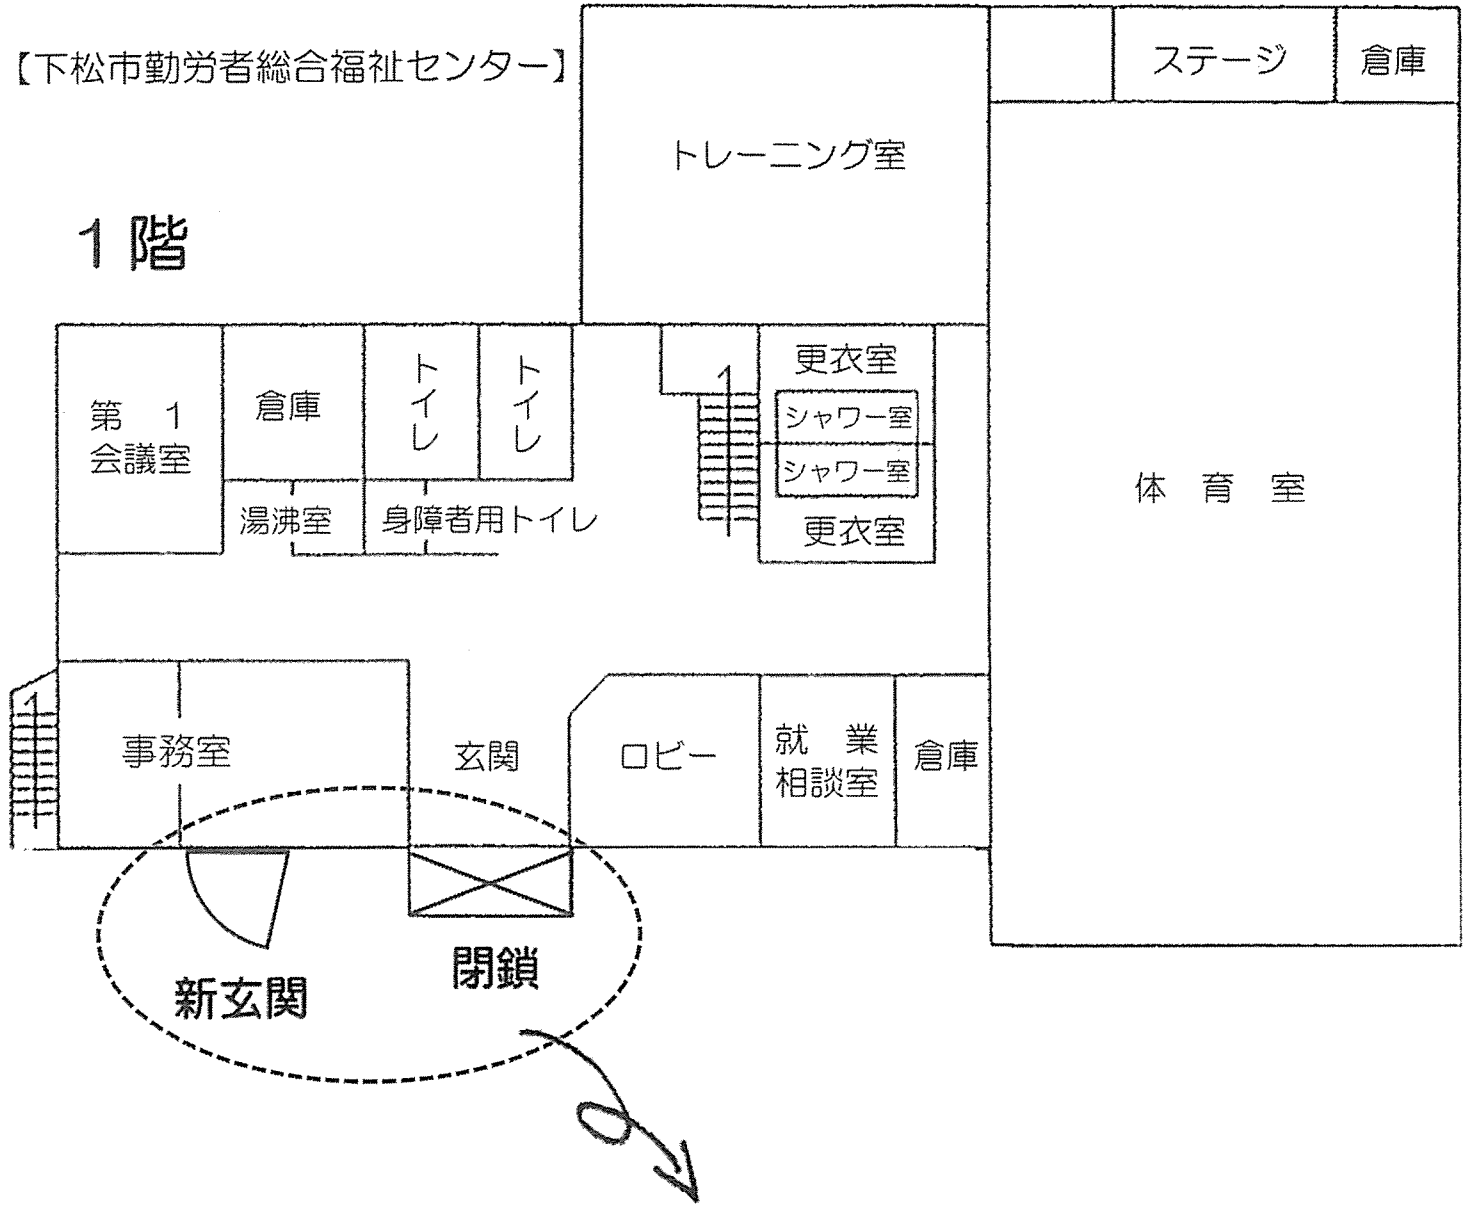 【下松市勤労者総合福祉センター】
ステージ
倉庫
トレーニング室
1階
更衣室
シャワー室
シャワー室
更衣室
第 1
会議室
倉庫
トイレ
トイレ
湯沸室
身障者用トイレ
体 育 室
事務室
玄関
ロビー
就 業
相談室
倉庫
新玄関
閉鎖